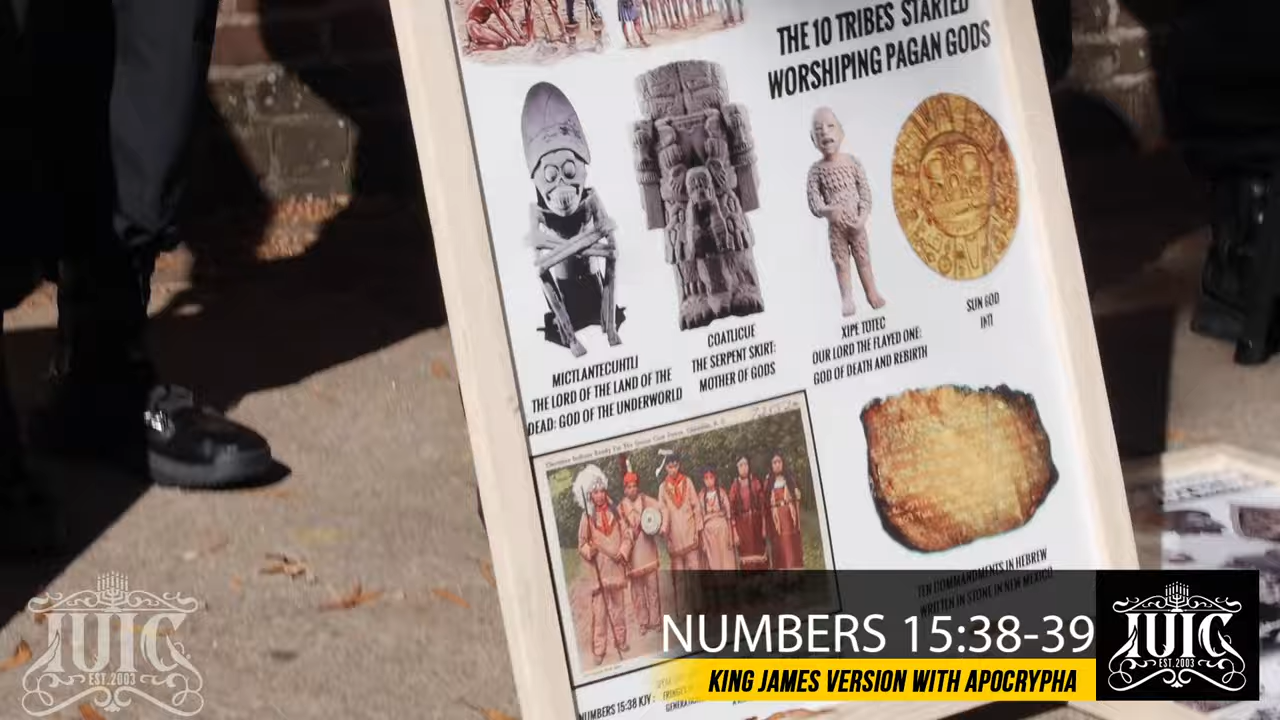 THE 10 TRIBES STARTED
WORSHIPING PAGAN GODS
MICTLANTECUHTLI
THE LORD OF THE LAND OF THE
DEAD: GOD OF THE UNDERWORLD
COATLICUE
THE SERPENT SKIRT:
MOTHER OF GODS
XIPE TOTEC
OUR LORD THE FLAYED ONE:
GOD OF DEATH AND REBIRTH
SUN GOD
INTI
TEN COMMANDMENTS IN HEBREW
WRITTEN IN STONE IN NEW MEXICO
NUMBERS 15:38 KJV:
NUMBERS 15:38-39
KING JAMES VERSION WITH APOCRYPHA
IUIC
EST.2003
IUIC
EST.2003